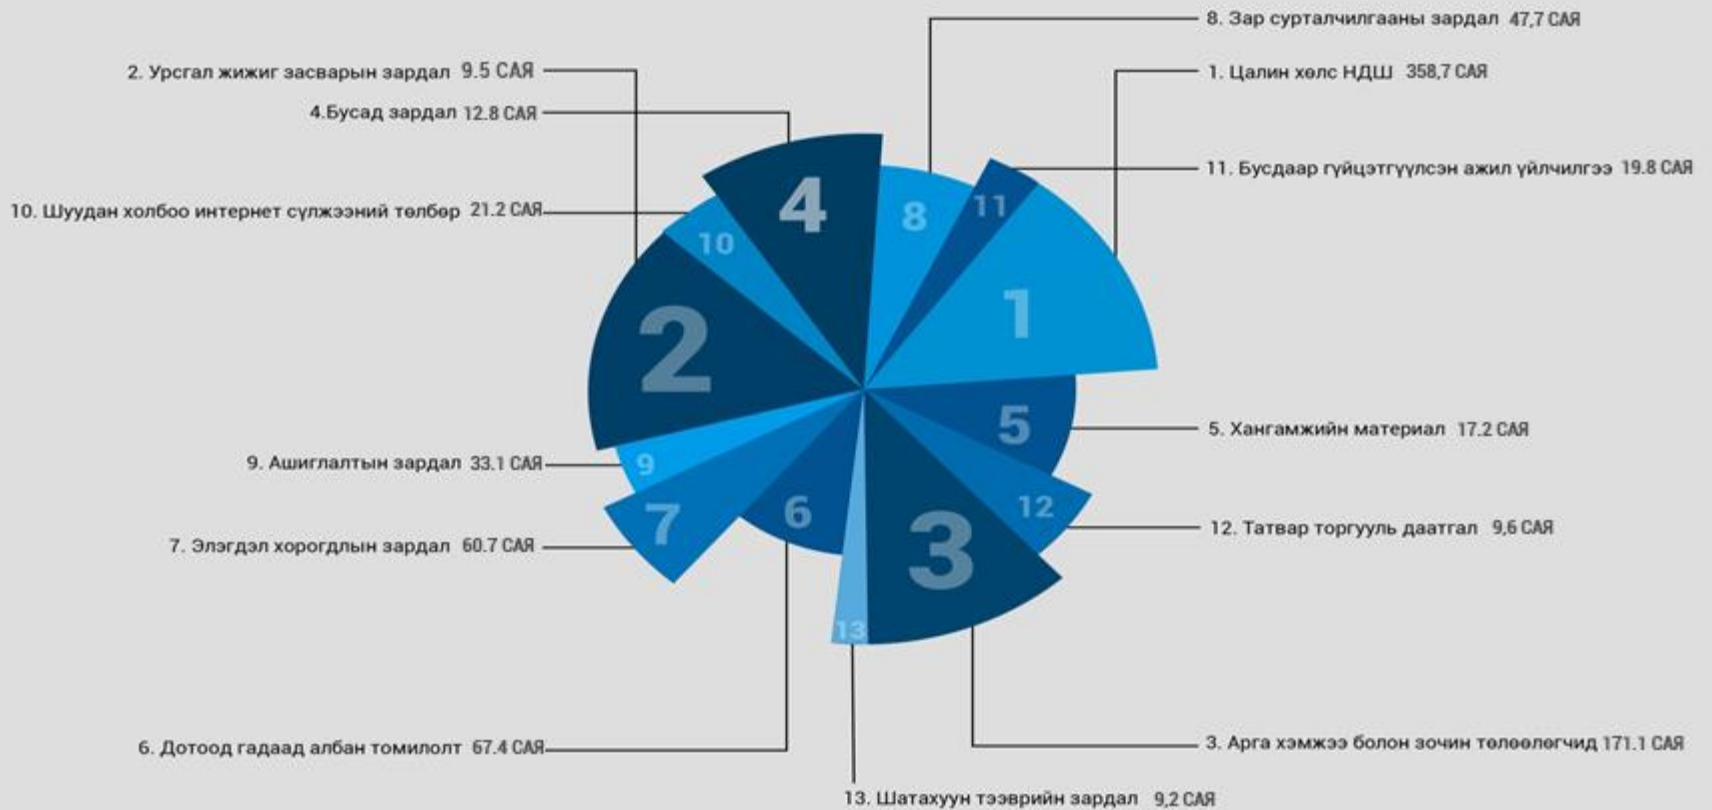 8. Зар сурталчилгааны зардал 47,7 САЯ
2. Урсгал жижиг засварын зардал 9.5 САЯ
1. Цалин хөлс НДШ 358,7 САЯ
4.Бусад зардал 12.8 САЯ
11. Бусдаар гүйцэтгүүлсэн ажил үйлчилгээ 19.8 САЯ
10. Шуудан холбоо интернет сүлжээний төлбөр 21.2 САЯ
4
8
11
10
1
2
5. Хангамжийн материал 17.2 САЯ
5
9. Ашиглалтын зардал 33.1 САЯ
9
12
12. Татвар торгууль даатгал 9,6 САЯ
7. Элэгдэл хорогдлын зардал 60.7 САЯ
7
6
3
13
6. Дотоод гадаад албан томилолт 67.4 САЯ
3. Арга хэмжээ болон зочин төлөөлөгчид 171.1 САЯ
13. Шатахуун тээврийн зардал 9,2 САЯ